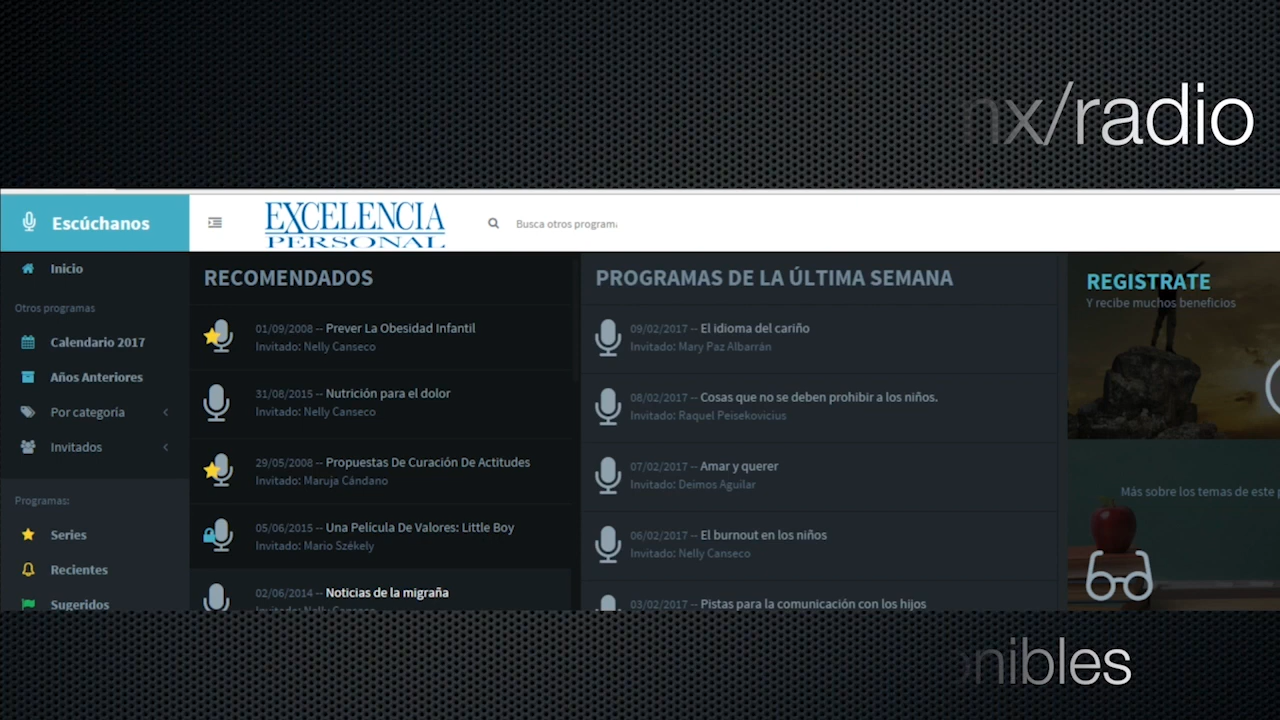 nx/radio
Escúchanos
EXCELENCIA
PERSONAL
Busca otros programa
Inicio
Otros programas
Calendario 2017
Años Anteriores
Por categoría
Invitados
Programas:
Series
Recientes
Sugeridos
RECOMENDADOS
01/09/2008 -- Prever La Obesidad Infantil
Invitado: Nelly Canseco
31/08/2015 -- Nutrición para el dolor
Invitado: Nelly Canseco
29/05/2008 -- Propuestas De Curación De Actitudes
Invitado: Maruja Cándano
05/06/2015 -- Una Película De Valores: Little Boy
Invitado: Mario Székely
02/06/2014 -- Noticias de la migraña
Invitado: Nelly Canseco
PROGRAMAS DE LA ÚLTIMA SEMANA
09/02/2017 -- El idioma del cariño
Invitado: Mary Paz Albarrán
08/02/2017 -- Cosas que no se deben prohibir a los niños.
Invitado: Raquel Peisekovicius
07/02/2017 -- Amar y querer
Invitado: Deimos Aguilar
06/02/2017 -- El burnout en los niños
Invitado: Nelly Canseco
03/02/2017 -- Pistas para la comunicación con los hijos
REGISTRATE
Y recibe muchos beneficios
Más sobre los temas de este
onibles